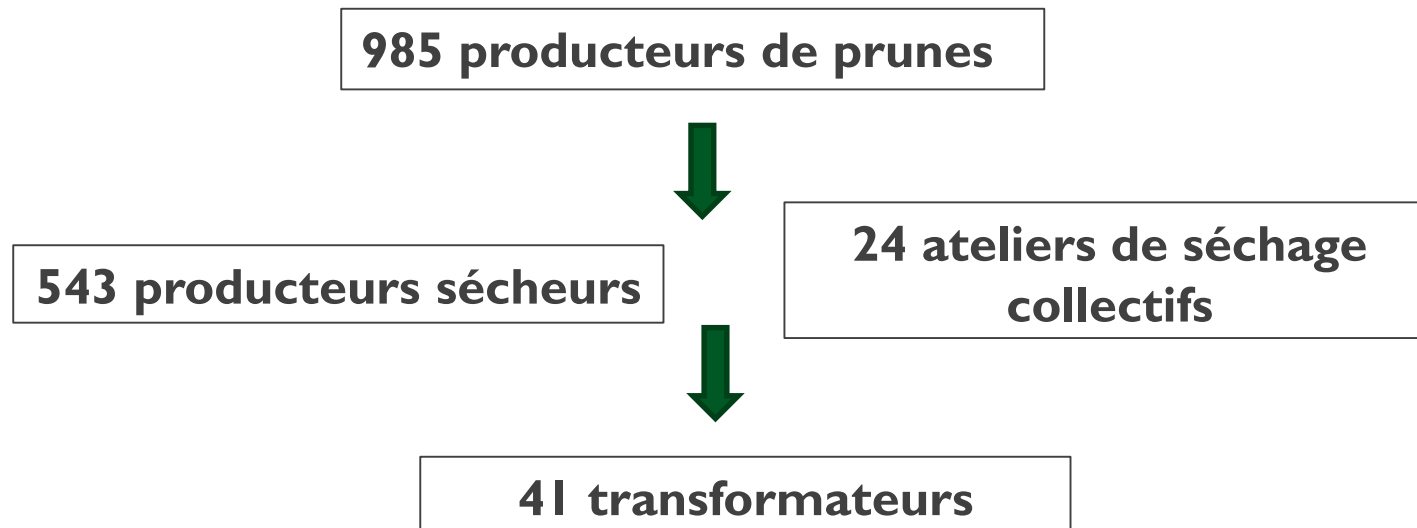 985 producteurs de prunes
543 producteurs sécheurs
24 ateliers de séchage
collectifs
41 transformateurs